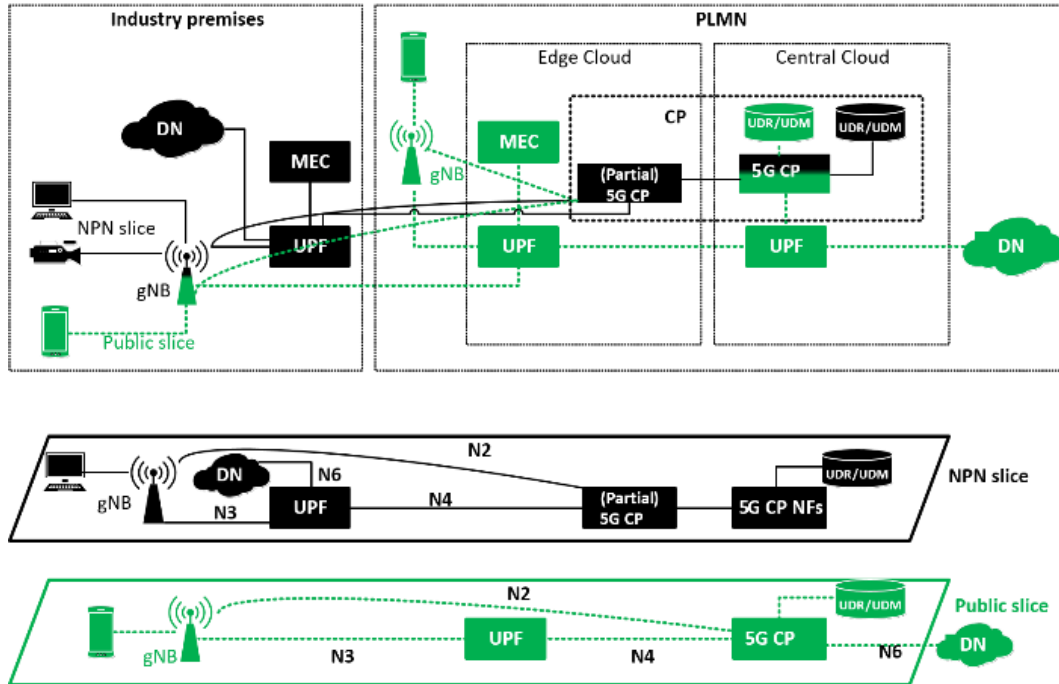 Industry premises
PLMN
Edge Cloud
Central Cloud
DN
MEC
MEC
CP
UDR/UDM
UDR/UDM
gNB
(Partial)
5G CP
5G CP
NPN slice
UPF
UPF
UPF
DN
gNB
Public slice
N2
DN
N6
UDR/UDM
NPN slice
gNB
UPF
(Partial)
5G CP
5G CP NFs
N3
N4
N2
UDR/UDM
Public slice
gNB
UPF
5G CP
DN
N3
N4
N6